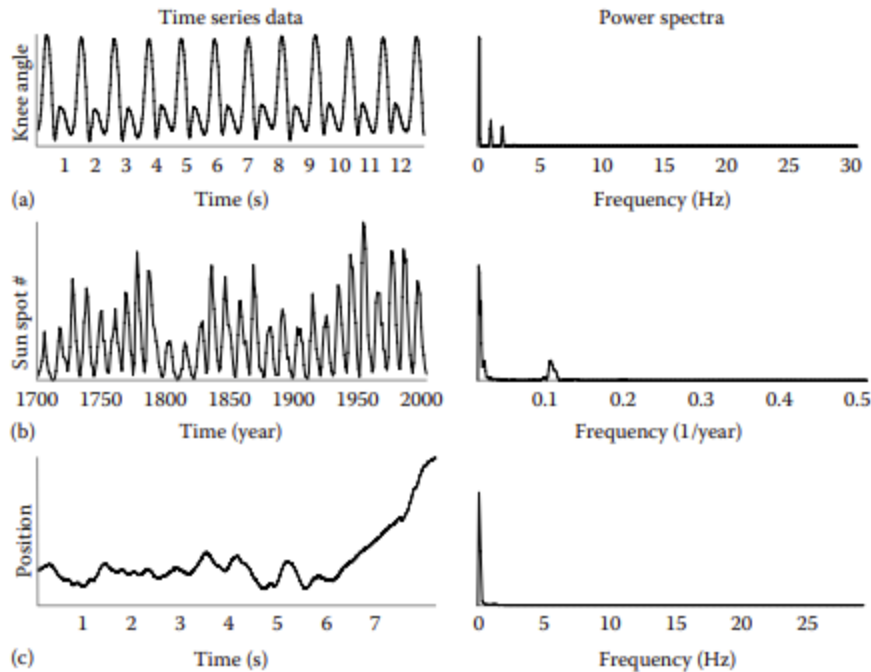 Time series data Power spectra
Knee angle
1 2 3 4 5 6 7 8 9 10 11 12 0 5 10 15 20 25 30
(a) Time (s) Frequency (Hz)
Sun spot #
1700 1750 1800 1850 1900 1950 2000 0.1 0.2 0.3 0.4 0.5
(b) Time (year) Frequency (1/year)
Position
1 2 3 4 5 6 7 0 5 10 15 20 25
(c) Time (s) Frequency (Hz)